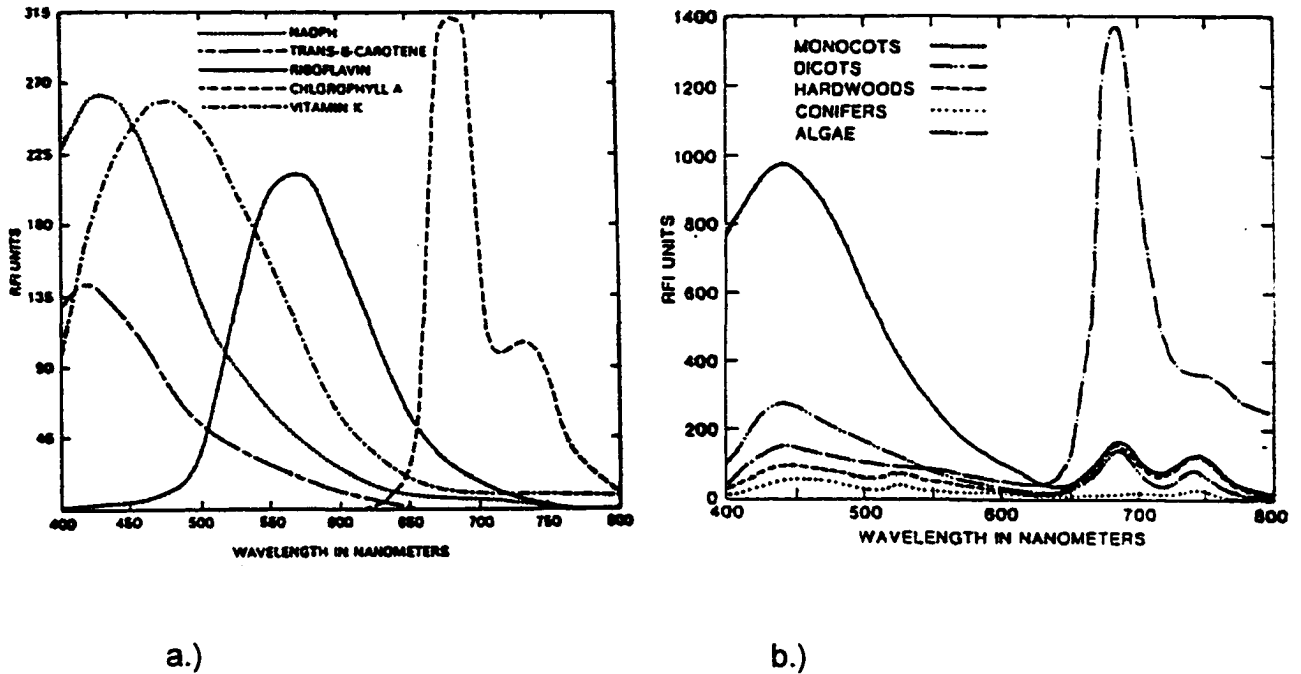 315
270
225
180
135
90
45
RFI UNITS
NADPH
TRANS-B-CAROTENE
RIBOFLAVIN
CHLOROPHYLL A
VITAMIN K
400 450 500 550 600 650 700 750 800
WAVELENGTH IN NANOMETERS
a.)
1400
1200
1000
800
600
400
200
0
RFI UNITS
MONOCOTS
DICOTS
HARDWOODS
CONIFERS
ALGAE
400 500 600 700 800
WAVELENGTH IN NANOMETERS
b.)